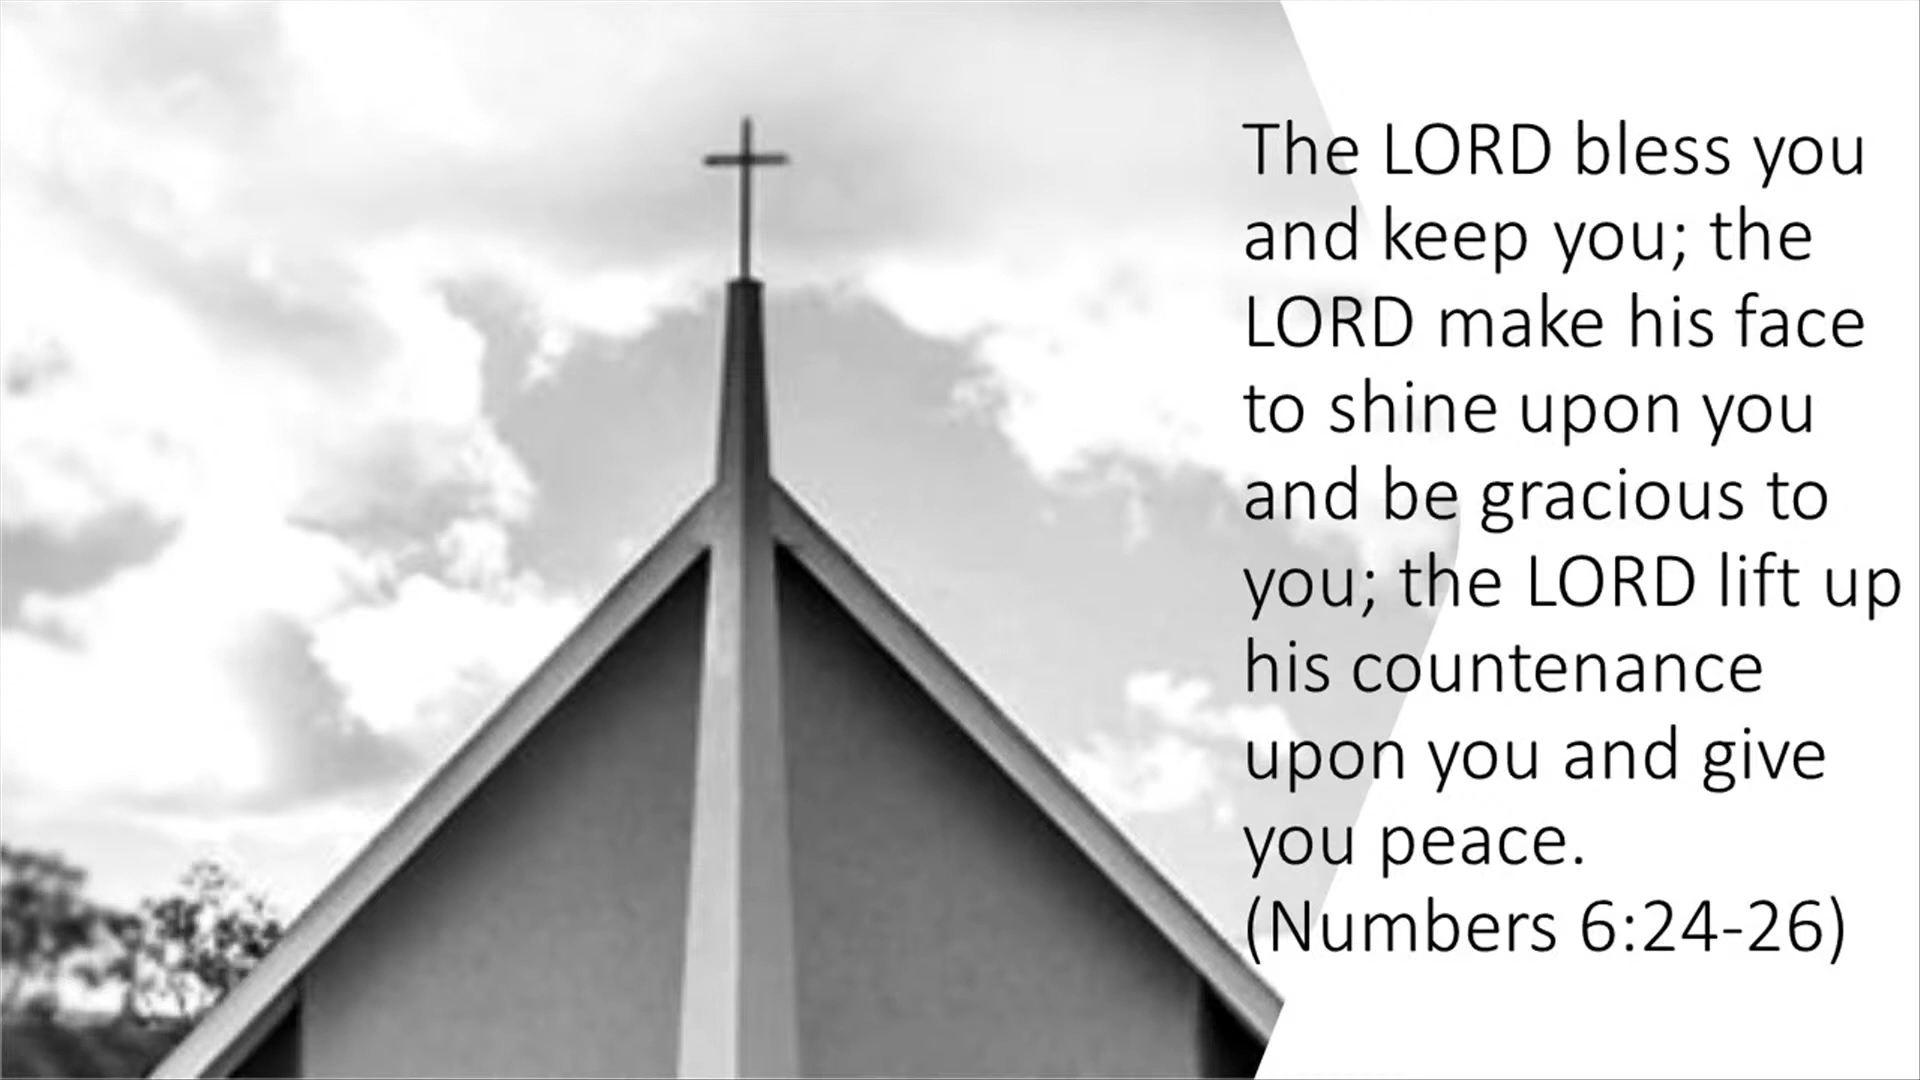 The LORD bless you
and keep you; the
LORD make his face
to shine upon you
and be gracious to
you; the LORD lift up
his countenance
upon you and give
you peace.
(Numbers 6:24-26)